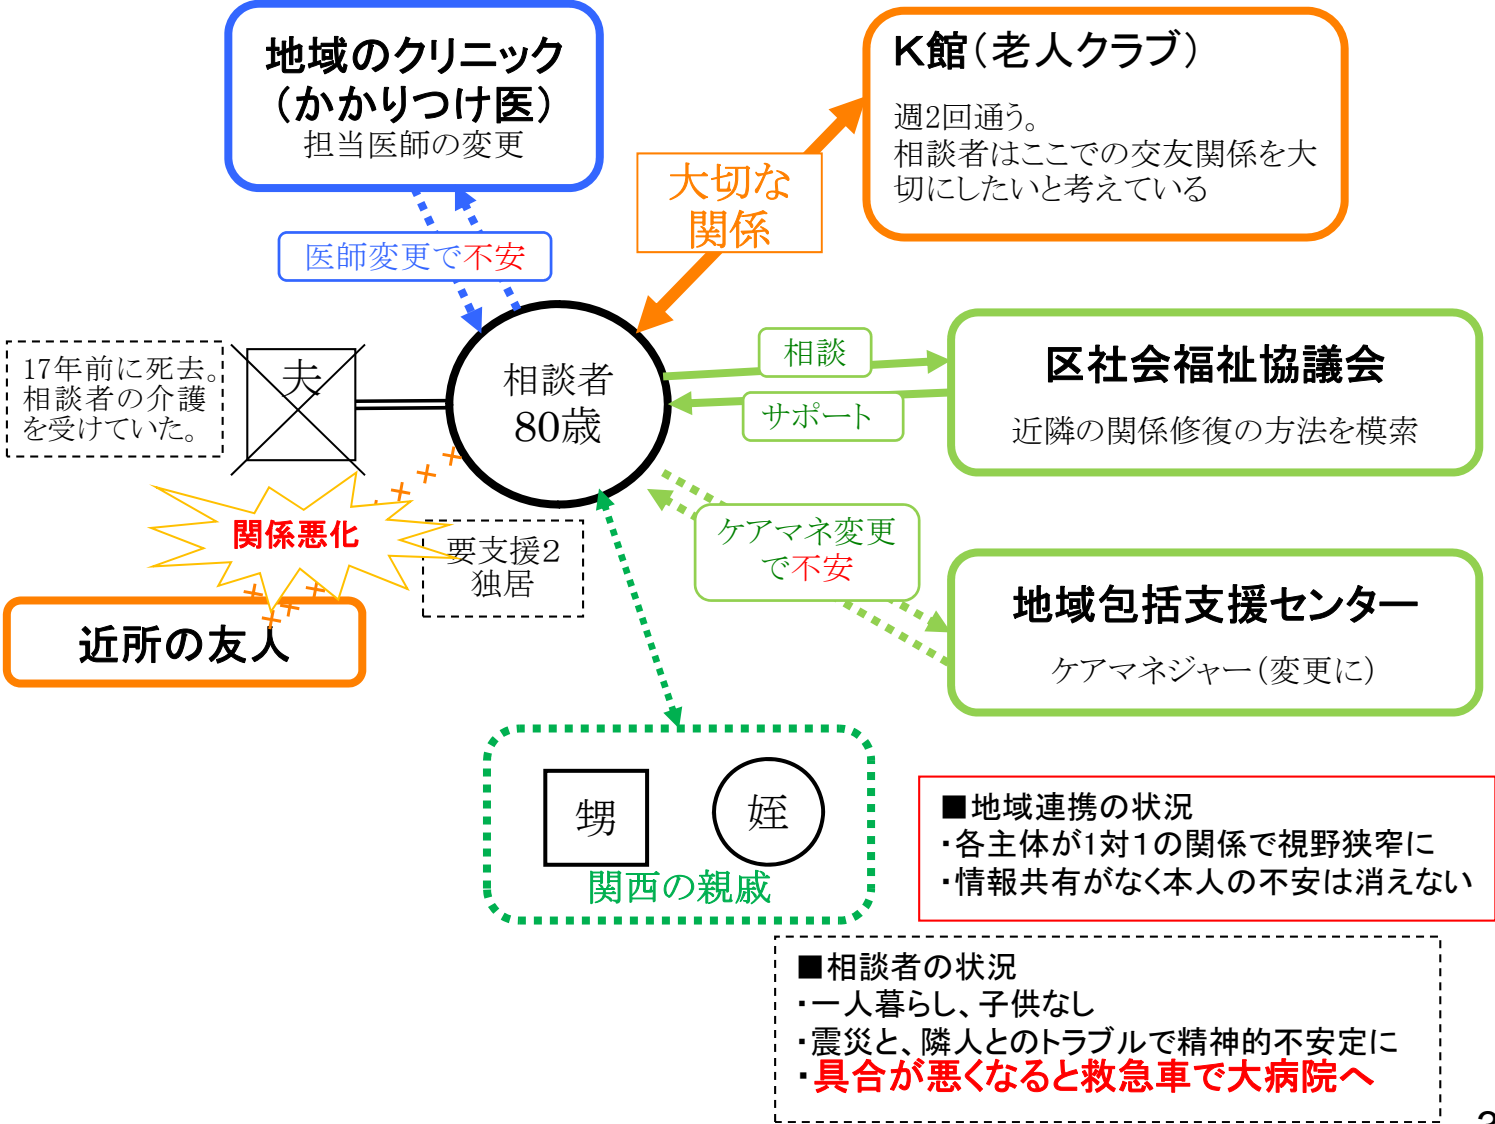 地域のクリニック
（かかりつけ医）
担当医師の変更
K館（老人クラブ）
週2回通う。
相談者はここでの交友関係を大
切にしたいと考えている
大切な
関係
医師変更で不安
17年前に死去。
相談者の介護
を受けていた。
夫
相談者
80歳
相談
サポート
区社会福祉協議会
近隣の関係修復の方法を模索
関係悪化
要支援2
独居
ケアマネ変更
で不安
近所の友人
地域包括支援センター
ケアマネジャー（変更に）
甥
姪
関西の親戚
■地域連携の状況
・各主体が1対1の関係で視野狭窄に
・情報共有がなく本人の不安は消えない
■相談者の状況
・一人暮らし、子供なし
・震災と、隣人とのトラブルで精神的不安定に
・具合が悪くなると救急車で大病院へ